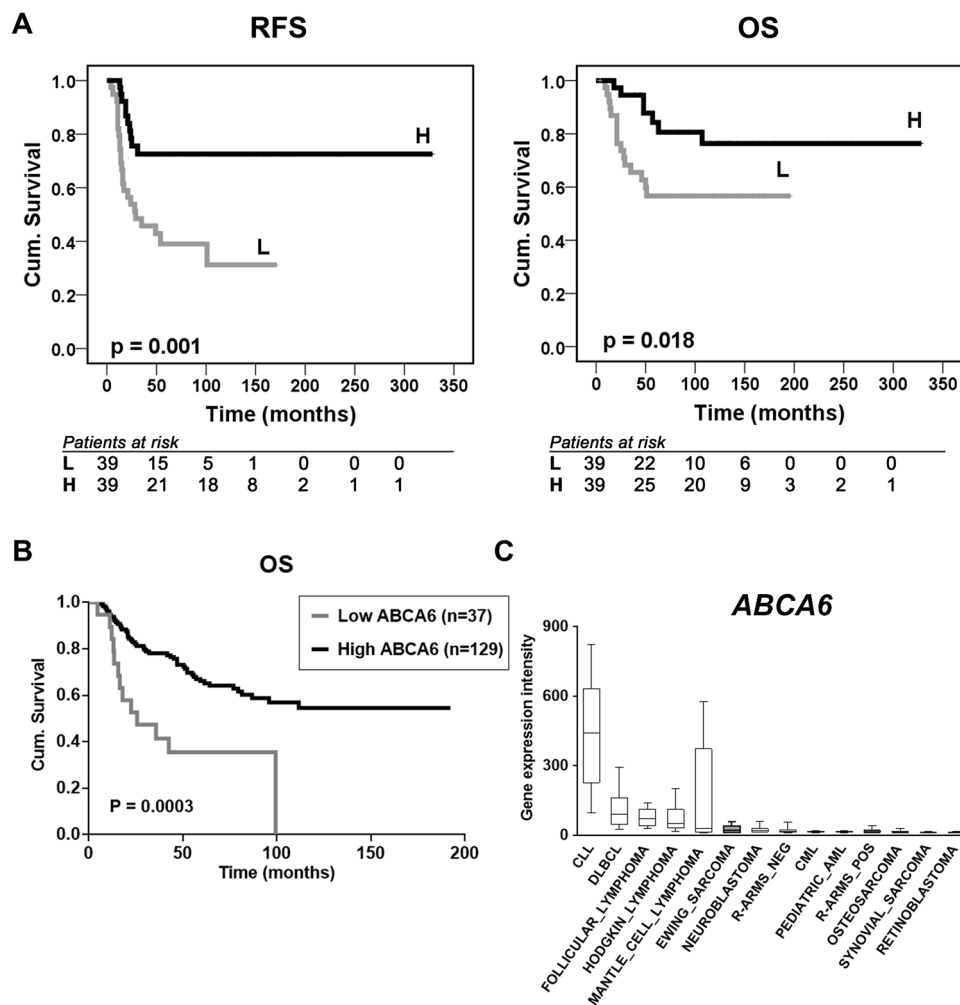 A
RFS
OS
1.0
0.8
0.6
0.4
0.2
0.0
Cum. Survival
H
L
p = 0.001
0 50 100 150 200 250 300 350
Time (months)
Patients at risk
L 39 15 5 1 0 0 0
H 39 21 18 8 2 1 1
1.0
0.8
0.6
0.4
0.2
0.0
Cum. Survival
H
L
p = 0.018
0 50 100 150 200 250 300 350
Time (months)
Patients at risk
L 39 22 10 6 0 0 0
H 39 25 20 9 3 2 1
B
OS
1.0
0.8
0.6
0.4
0.2
0.0
Cum. Survival
Low ABCA6 (n=37)
High ABCA6 (n=129)
P = 0.0003
0 50 100 150 200
Time (months)
C
ABCA6
900
600
300
0
Gene expression intensity
CLL
DLBCL
FOLLICULAR_LYMPHOMA
HODGKIN_LYMPHOMA
MANTLE_CELL_LYMPHOMA
EWING_SARCOMA
NEUROBLASTOMA
R-ARMS_NEG
CML
PEDIATRIC_AML
R-ARMS_POS
OSTEOSARCOMA
SYNOVIAL_SARCOMA
RETINOBLASTOMA